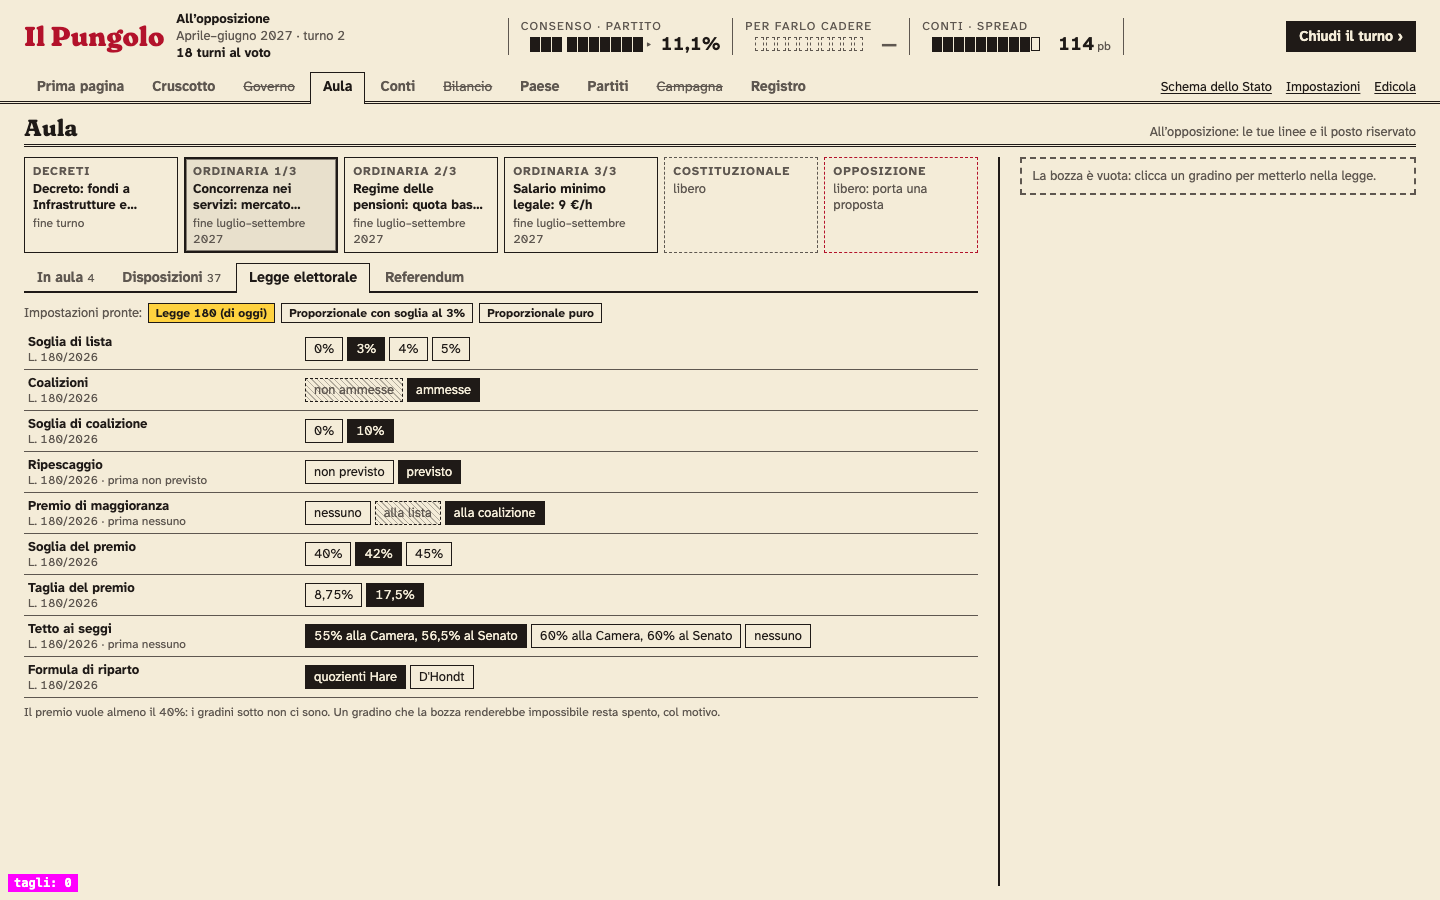 Il Pungolo
All'opposizione
Aprile-giugno 2027 · turno 2
18 turni al voto
CONSENSO · PARTITO
11,1%
PER FARLO CADERE
—
CONTI · SPREAD
114 pb
Chiudi il turno ›
Prima pagina
Cruscotto
Governo
Aula
Conti
Bilancio
Paese
Partiti
Campagna
Registro
Schema dello Stato
Impostazioni
Edicola
Aula
All'opposizione: le tue linee e il posto riservato
DECRETI
Decreto: fondi a
Infrastrutture e...
fine turno
ORDINARIA 1/3
Concorrenza nei
servizi: mercato...
fine luglio–settembre
2027
ORDINARIA 2/3
Regime delle
pensioni: quota bas...
fine luglio–settembre
2027
ORDINARIA 3/3
Salario minimo
legale: 9 €/h
fine luglio–settembre
2027
COSTITUZIONALE
libero
OPPOSIZIONE
libero: porta una
proposta
La bozza è vuota: clicca un gradino per metterlo nella legge.
In aula 4
Disposizioni 37
Legge elettorale
Referendum
Impostazioni pronte:
Legge 180 (di oggi)
Proporzionale con soglia al 3%
Proporzionale puro
Soglia di lista
L. 180/2026
0%
3%
4%
5%
Coalizioni
L. 180/2026
non ammesse
ammesse
Soglia di coalizione
L. 180/2026
0%
10%
Ripescaggio
L. 180/2026 · prima non previsto
non previsto
previsto
Premio di maggioranza
L. 180/2026 · prima nessuno
nessuno
alla lista
alla coalizione
Soglia del premio
L. 180/2026
40%
42%
45%
Taglia del premio
L. 180/2026
8,75%
17,5%
Tetto ai seggi
L. 180/2026 · prima nessuno
55% alla Camera, 56,5% al Senato
60% alla Camera, 60% al Senato
nessuno
Formula di riparto
L. 180/2026
quozienti Hare
D'Hondt
Il premio vuole almeno il 40%: i gradini sotto non ci sono. Un gradino che la bozza renderebbe impossibile resta spento, col motivo.
tagli: 0